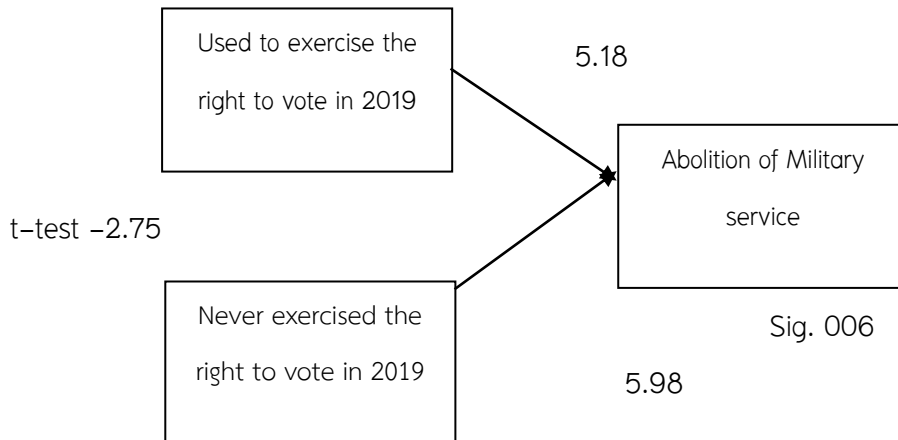 Used to exercise the
right to vote in 2019
5.18
Abolition of Military
service
t-test -2.75
Never exercised the
right to vote in 2019
Sig. 006
5.98